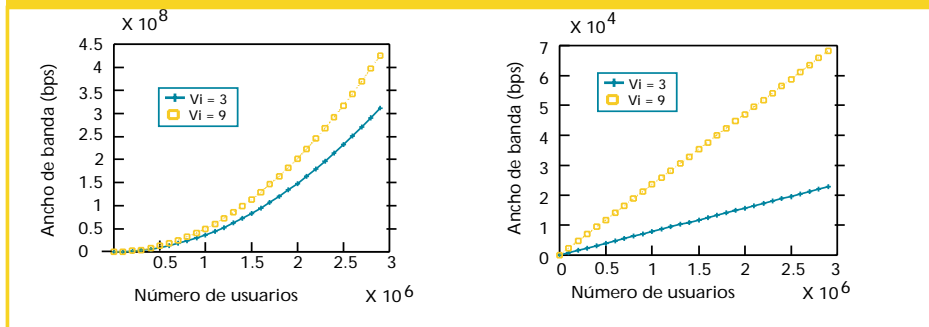 X 10⁸
4.5
4
3.5
3
2.5
2
1.5
1
0.5
0
Ancho de banda (bps)
Vi = 3
Vi = 9
0.5 1 1.5 2 2.5 3
Número de usuarios
X 10⁶
X 10⁴
7
6
5
4
3
2
1
0
Ancho de banda (bps)
Vi = 3
Vi = 9
0 0.5 1 1.5 2 2.5 3
Número de usuarios
X 10⁶